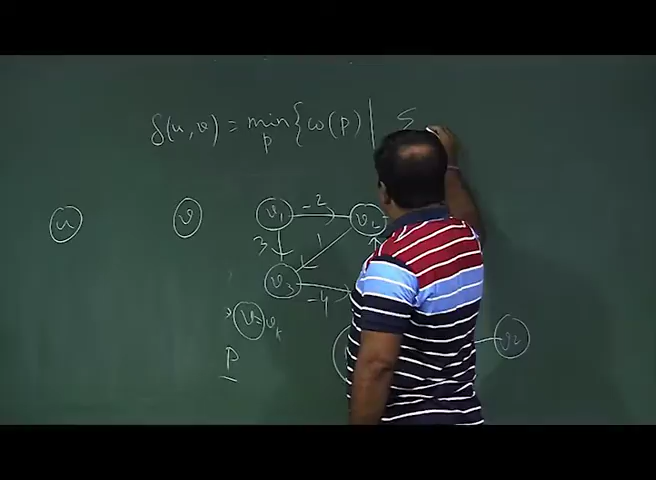 δ(u, v) = min {ω(p) | S
p
u v v₁ -2 v₂
3 1
v₃ -4
v=vₖ v₂
P